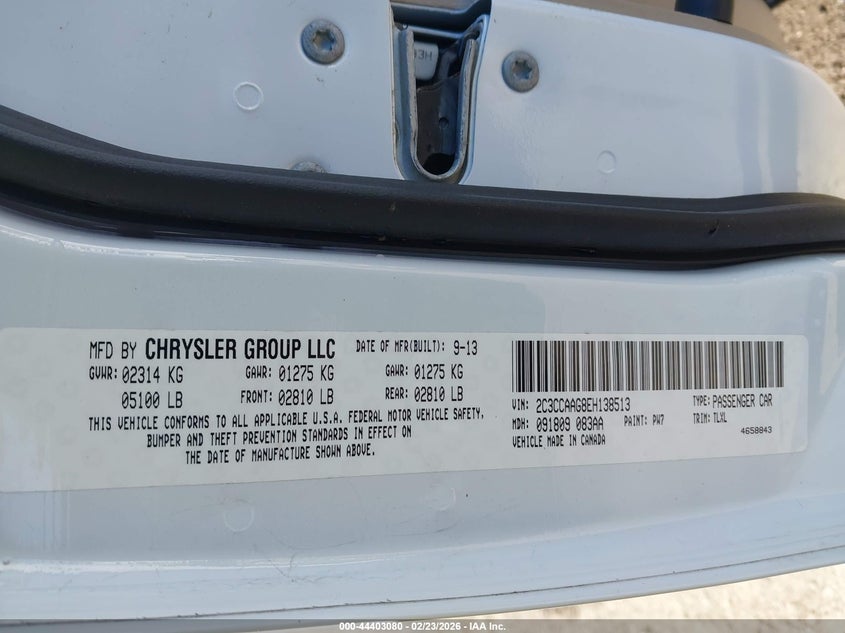 93H
MFD BY CHRYSLER GROUP LLC DATE OF MFR(BUILT): 9-13
GVWR: 02314 KG GAWR: 01275 KG GAWR: 01275 KG
05100 LB FRONT: 02810 LB REAR: 02810 LB
THIS VEHICLE CONFORMS TO ALL APPLICABLE U.S.A. FEDERAL MOTOR VEHICLE SAFETY,
BUMPER AND THEFT PREVENTION STANDARDS IN EFFECT ON
THE DATE OF MANUFACTURE SHOWN ABOVE.
VIN: 2C3CCAAG8EH138513 TYPE: PASSENGER CAR
MDH: 091809 083AA PAINT: PW7 TRIM: TLXL
VEHICLE MADE IN CANADA 4658843
000-44403080 - 02/23/2026 - IAA Inc.